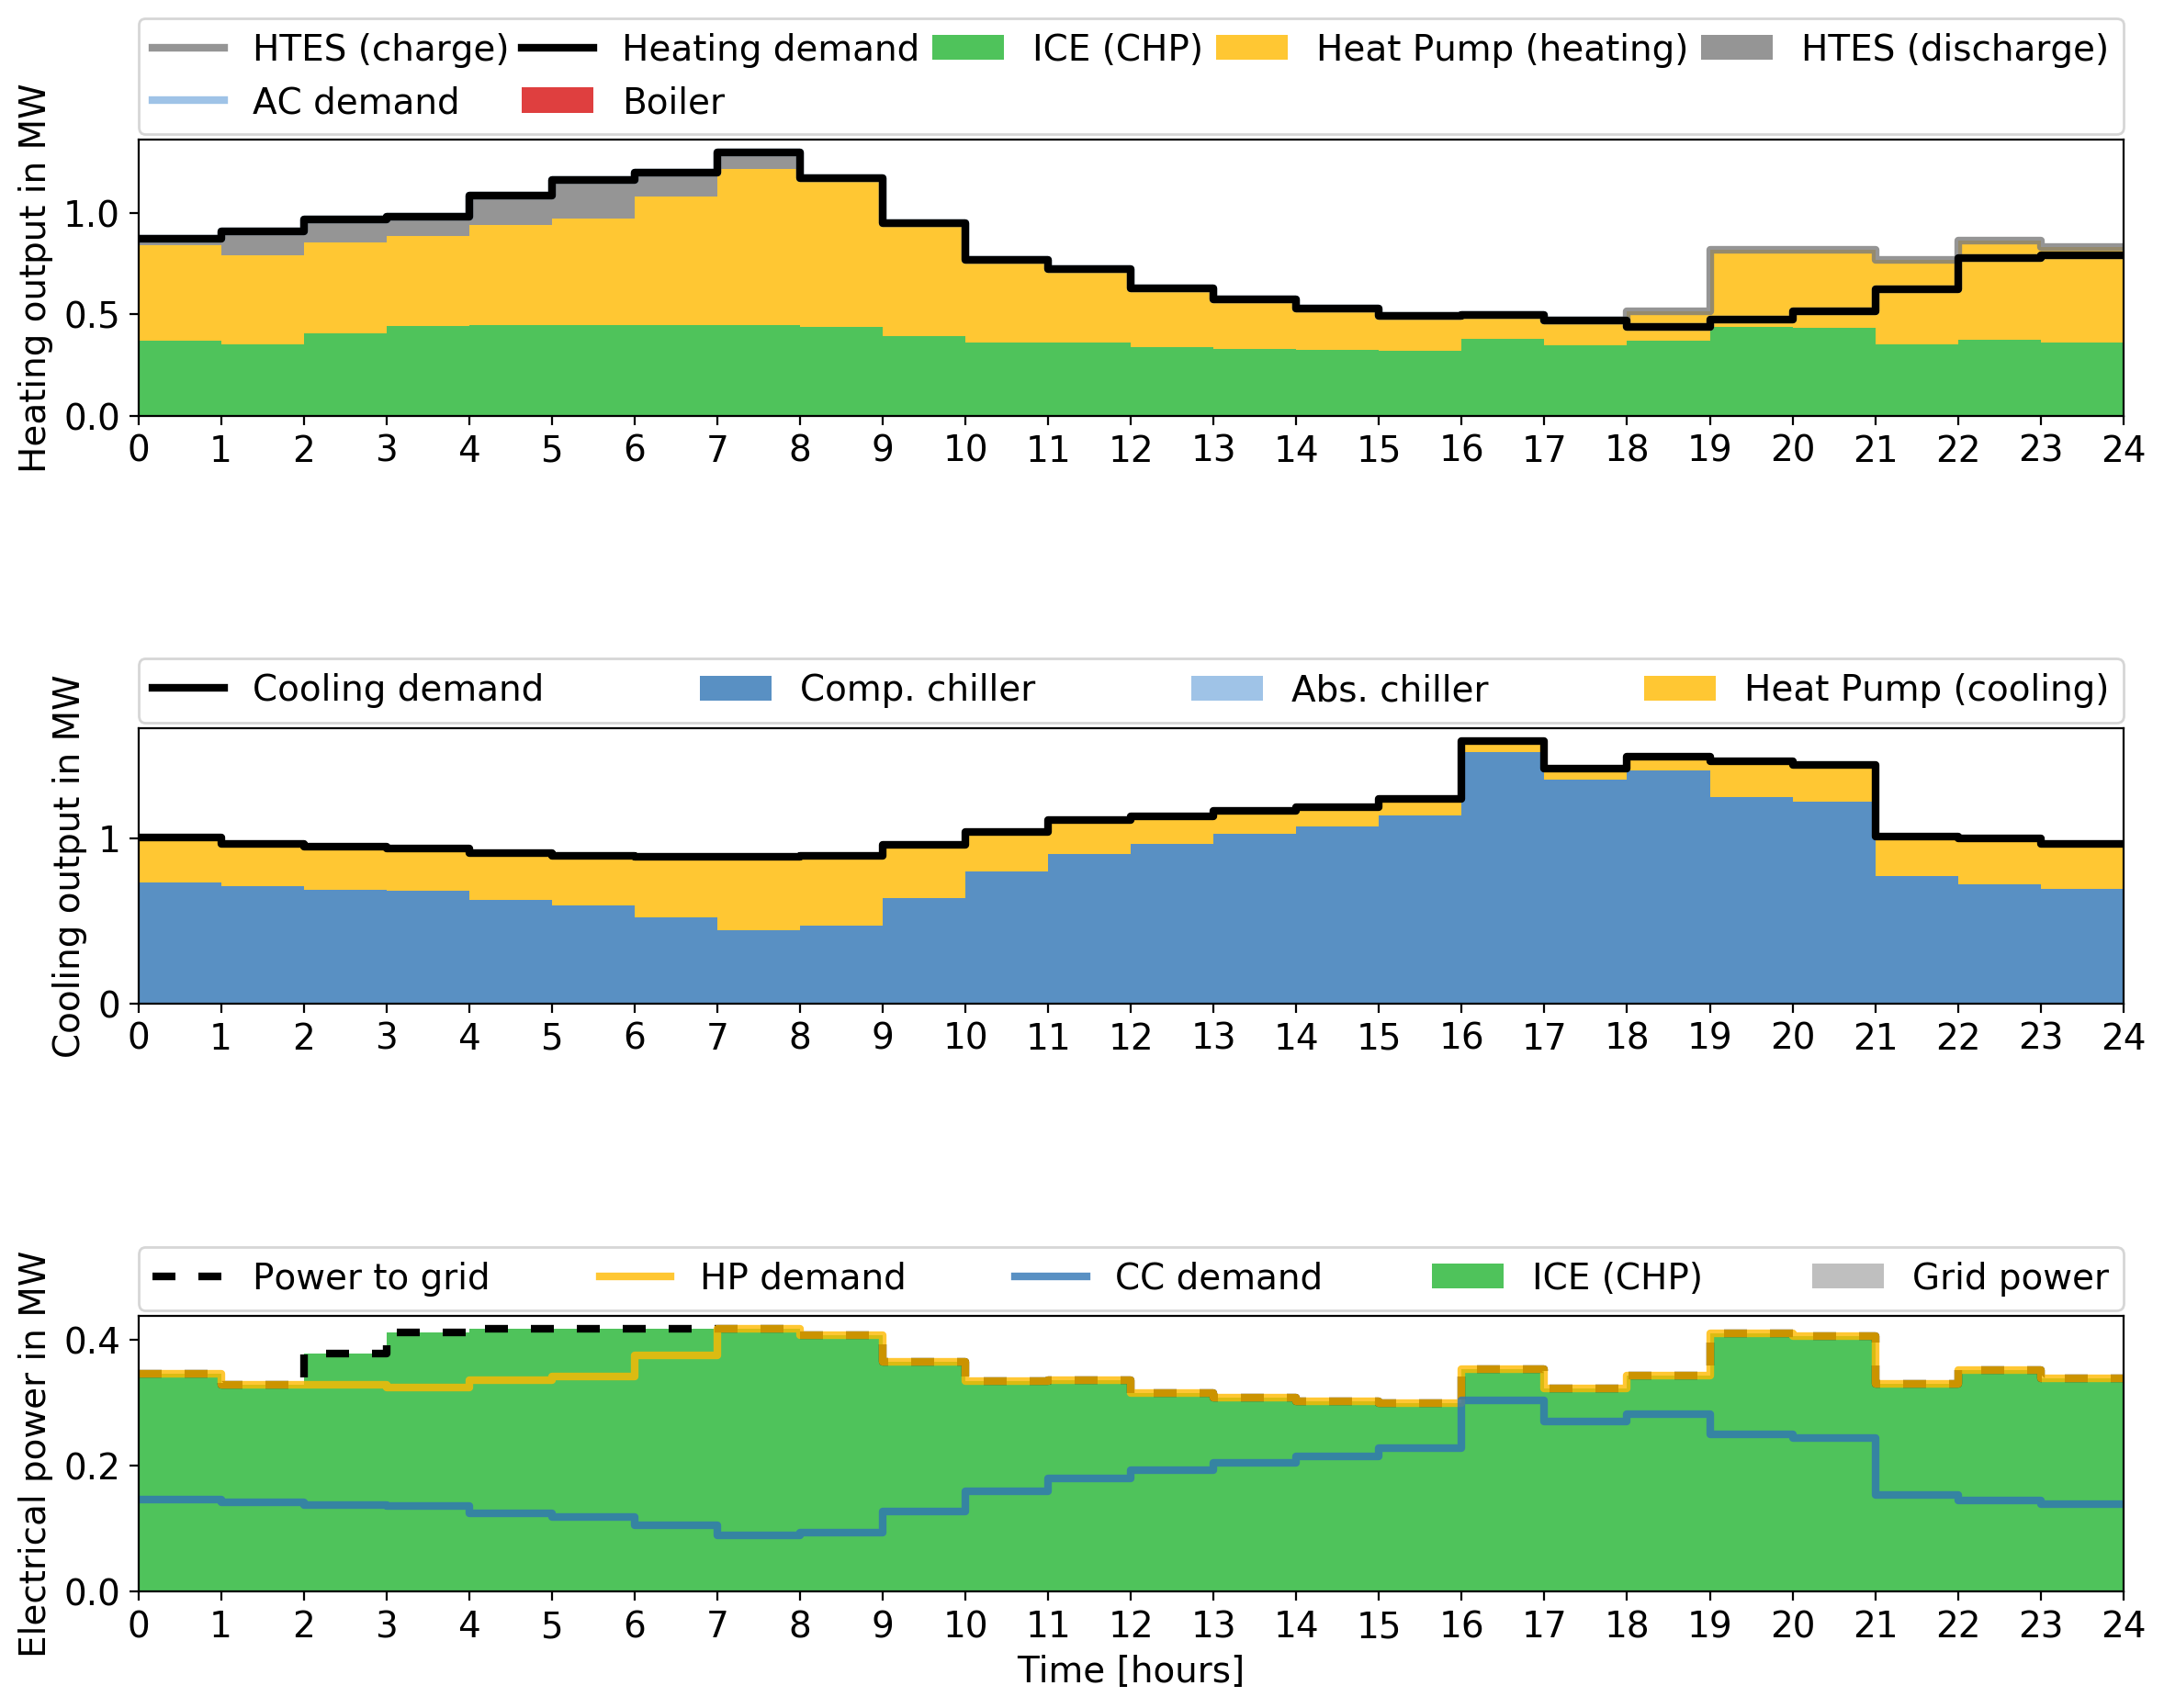 HTES (charge) Heating demand ICE (CHP) Heat Pump (heating) HTES (discharge)
AC demand Boiler
Heating output in MW
1.0
0.5
0.0
0 1 2 3 4 5 6 7 8 9 10 11 12 13 14 15 16 17 18 19 20 21 22 23 24
Cooling demand Comp. chiller Abs. chiller Heat Pump (cooling)
Cooling output in MW
1
0
0 1 2 3 4 5 6 7 8 9 10 11 12 13 14 15 16 17 18 19 20 21 22 23 24
Power to grid HP demand CC demand ICE (CHP) Grid power
Electrical power in MW
0.4
0.2
0.0
0 1 2 3 4 5 6 7 8 9 10 11 12 13 14 15 16 17 18 19 20 21 22 23 24
Time [hours]